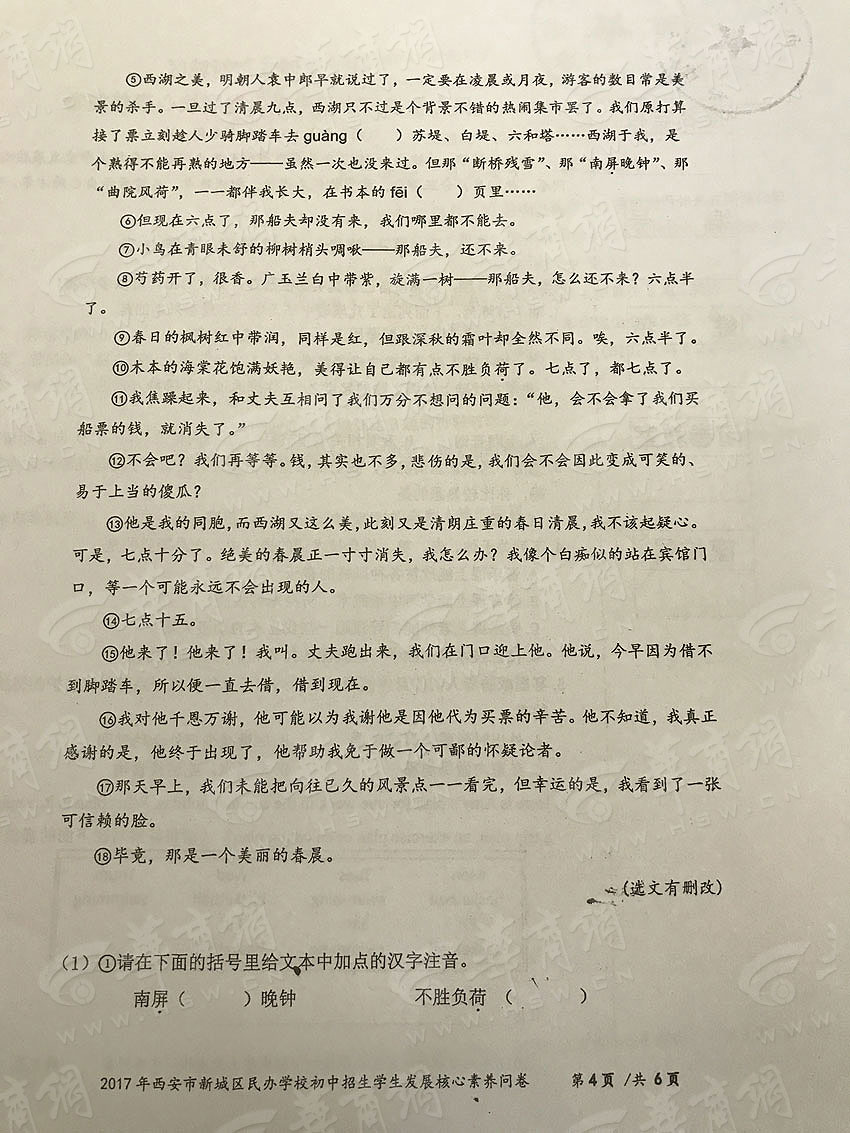 ⑤西湖之美，明朝人袁中郎早就说过了，一定要在凌晨或月夜，游客的数目常是美
景的杀手。一旦过了清晨九点，西湖只不过是个背景不错的热闹集市罢了。我们原打算
接了票立刻趁人少骑脚踏车去 guàng（　　）苏堤、白堤、六和塔……西湖于我，是
个熟得不能再熟的地方——虽然一次也没来过。但那“断桥残雪”、那“南屏晚钟”、那
“曲院风荷”，一一都伴我长大，在书本的 fēi（　　）页里……
⑥但现在六点了，那船夫却没有来，我们哪里都不能去。
⑦小鸟在青眼未舒的柳树梢头啁啾——那船夫，还不来。
⑧芍药开了，很香。广玉兰白中带紫，旋满一树——那船夫，怎么还不来？六点半
了。
⑨春日的枫树红中带润，同样是红，但跟深秋的霜叶却全然不同。唉，六点半了。
⑩木本的海棠花饱满妖艳，美得让自己都有点不胜负荷了。七点了，都七点了。
⑪我焦躁起来，和丈夫互相问了我们万分不想问的问题：“他，会不会拿了我们买
船票的钱，就消失了。”
⑫不会吧？我们再等等。钱，其实也不多，悲伤的是，我们会不会因此变成可笑的、
易于上当的傻瓜？
⑬他是我的同胞，而西湖又这么美，此刻又是清朗庄重的春日清晨，我不该起疑心。
可是，七点十分了。绝美的春晨正一寸寸消失，我怎么办？我像个白痴似的站在宾馆门
口，等一个可能永远不会出现的人。
⑭七点十五。
⑮他来了！他来了！我叫。丈夫跑出来，我们在门口迎上他。他说，今早因为借不
到脚踏车，所以便一直去借，借到现在。
⑯我对他千恩万谢，他可能以为我谢他是因他代为买票的辛苦。他不知道，我真正
感谢的是，他终于出现了，他帮助我免于做一个可鄙的怀疑论者。
⑰那天早上，我们未能把向往已久的风景点一一看完，但幸运的是，我看到了一张
可信赖的脸。
⑱毕竟，那是一个美丽的春晨。
(选文有删改)
（1）①请在下面的括号里给文本中加点的汉字注音。
南屏（　　）晚钟　　不胜负荷（　　）
2017年西安市新城区民办学校初中招生学生发展核心素养问卷　第4页 /共 6页